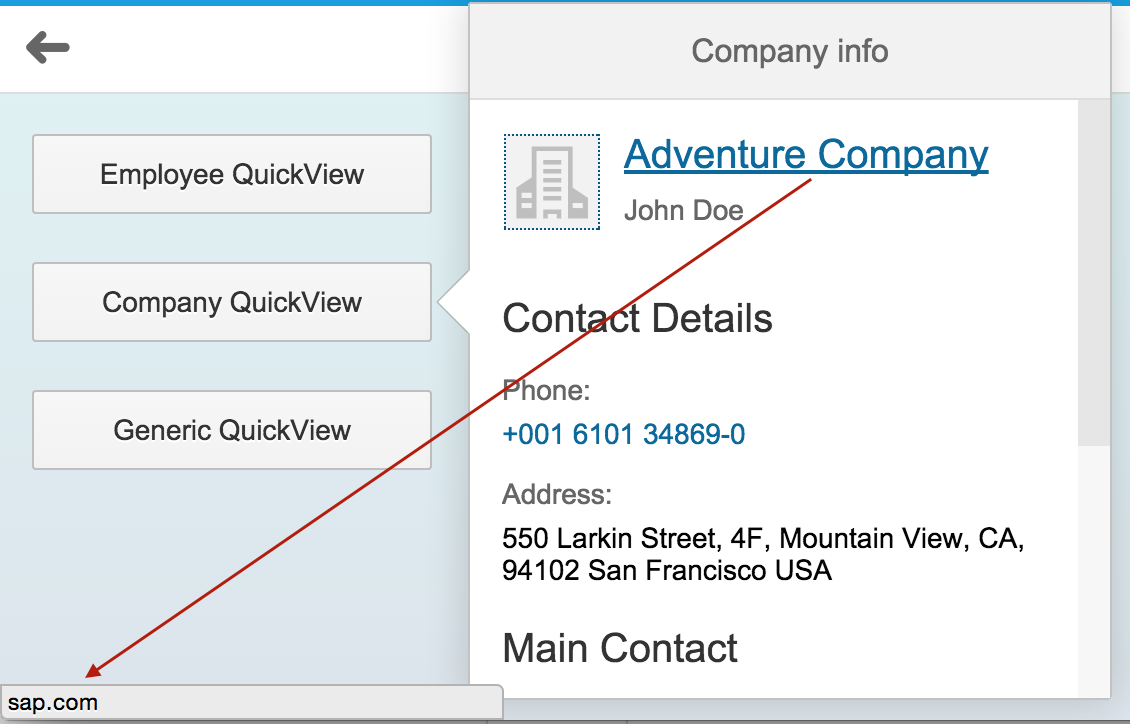 Company info
Employee QuickView
Company QuickView
Generic QuickView
Adventure Company
John Doe
Contact Details
Phone:
+001 6101 34869-0
Address:
550 Larkin Street, 4F, Mountain View, CA,
94102 San Francisco USA
Main Contact
sap.com